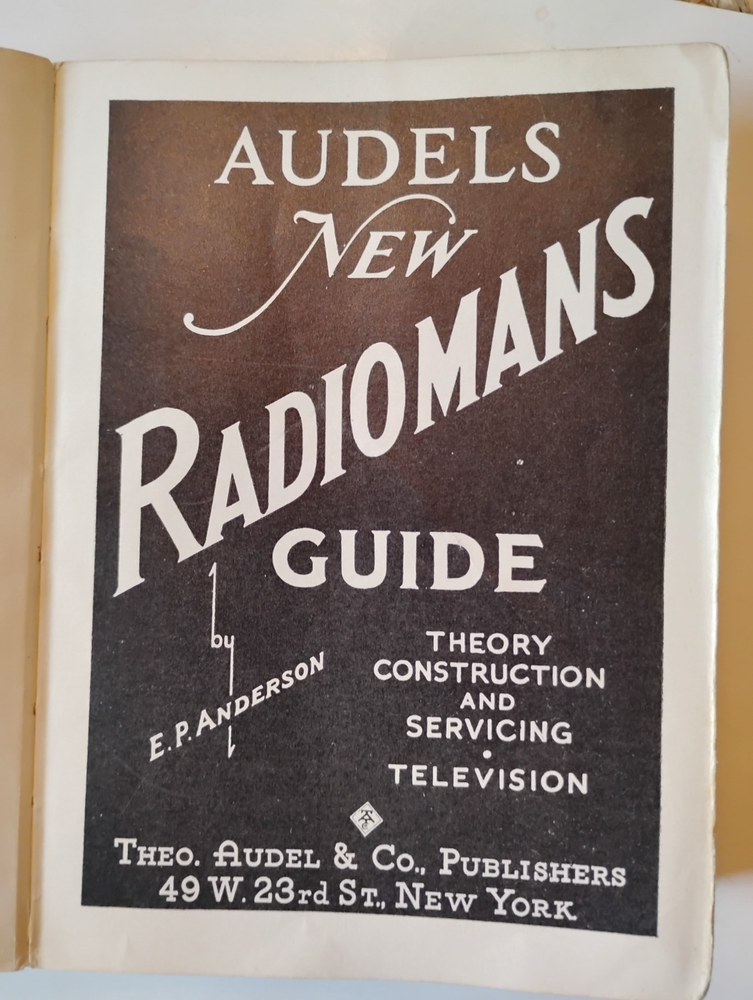 AUDELS
NEW
RADIOMANS
GUIDE
by
E.P. ANDERSON
THEORY
CONSTRUCTION
AND
SERVICING
•
TELEVISION
THEO. AUDEL & CO., PUBLISHERS
49 W. 23rd ST., NEW YORK